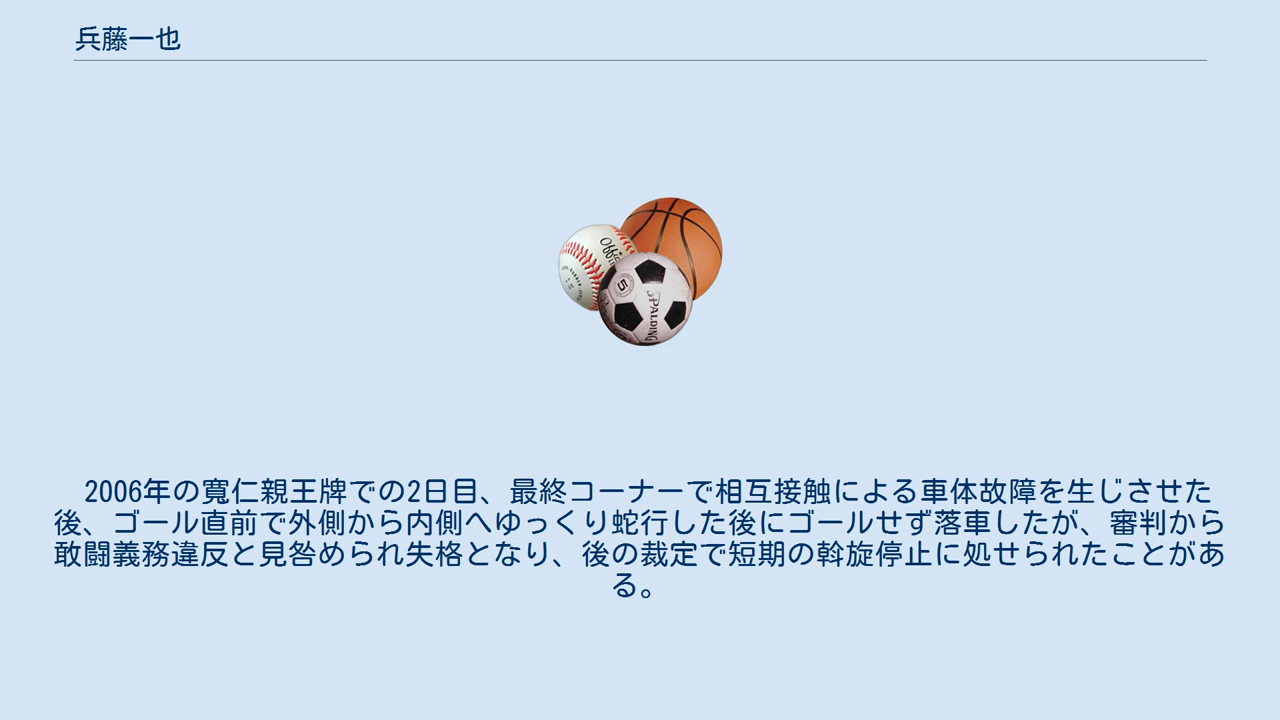 兵藤一也
Offic
5
SPALDING
2006年の寬仁親王牌での2日目、最終コーナーで相互接触による車体故障を生じさせた
後、ゴール直前で外側から内側へゆっくり蛇行した後にゴールせず落車したが、審判から
敢闘義務違反と見咎められ失格となり、後の裁定で短期の斡旋停止に処せられたことがあ
る。